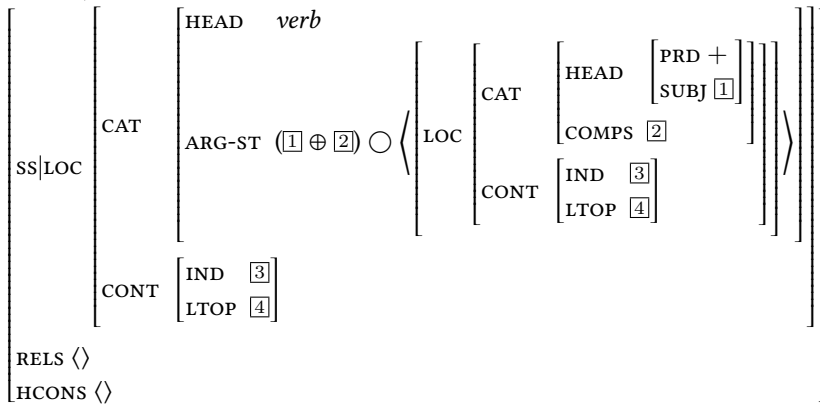 HEAD verb
PRD +
HEAD
SUBJ 1
CAT
CAT
ARG-ST (1 ⊕ 2) ○ ⟨ LOC COMPS 2 ⟩
SS|LOC
IND 3
CONT
LTOP 4
IND 3
CONT
LTOP 4
RELS ⟨⟩
HCONS ⟨⟩